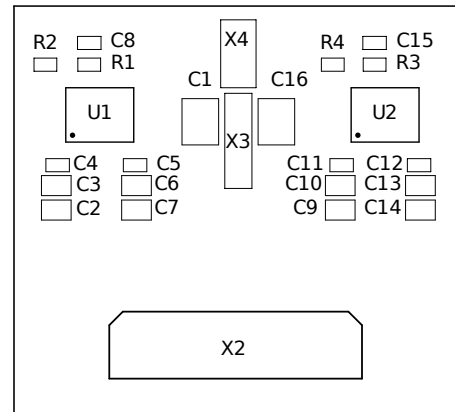 R2 C8 X4 R4 C15
R1 R3
C1 C16
U1 U2
X3
C4 C5 C11 C12
C3 C6 C10 C13
C2 C7 C9 C14
X2